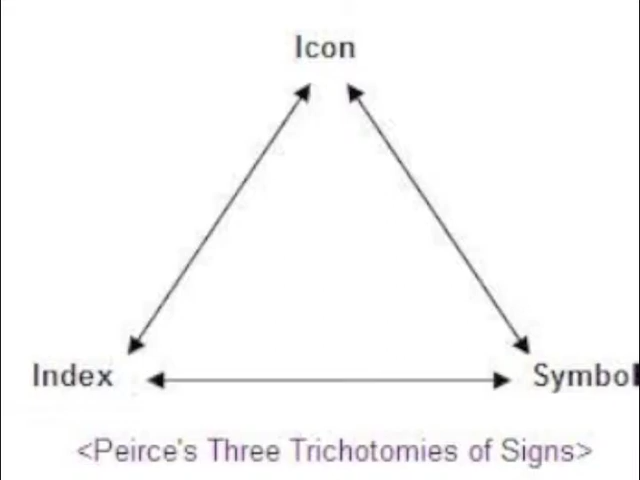 Icon
Index
Symbol
<Peirce's Three Trichotomies of Signs>